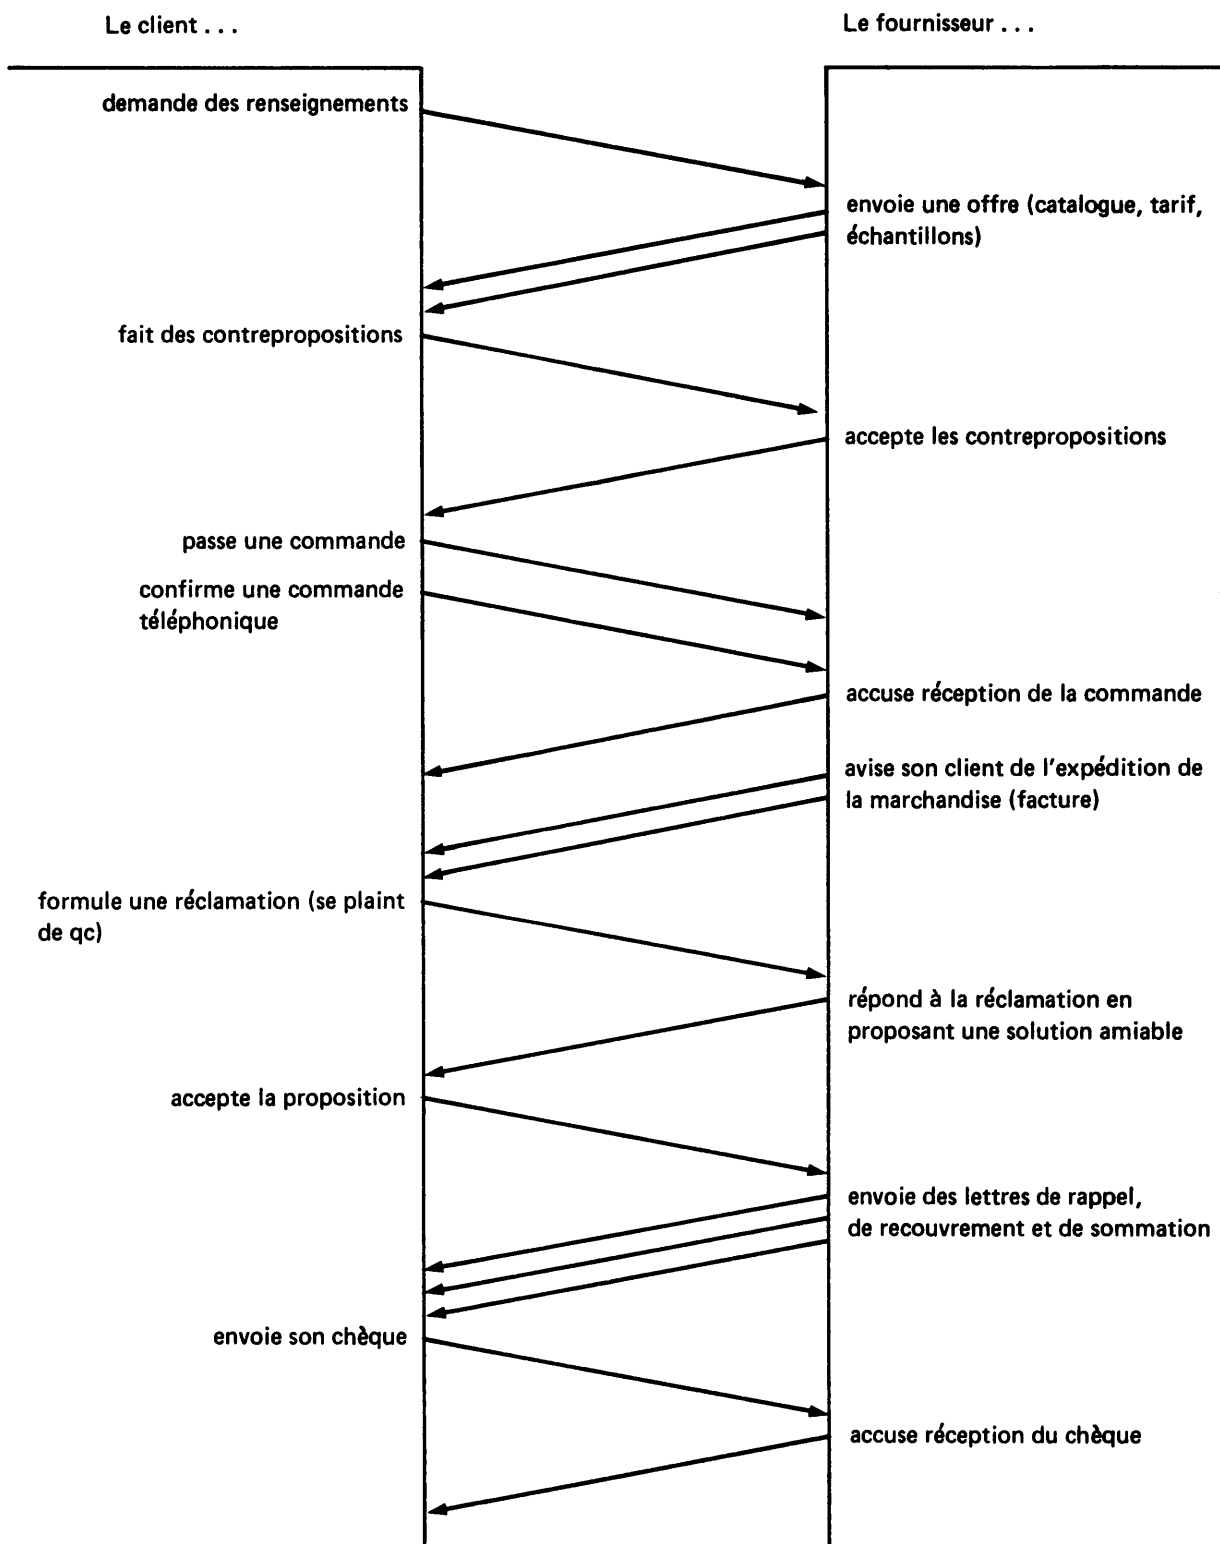 Le client . . .
Le fournisseur . . .
demande des renseignements
envoie une offre (catalogue, tarif,
échantillons)
fait des contrepropositions
accepte les contrepropositions
passe une commande
confirme une commande
téléphonique
accuse réception de la commande
avise son client de l'expédition de
la marchandise (facture)
formule une réclamation (se plaint
de qc)
répond à la réclamation en
proposant une solution amiable
accepte la proposition
envoie des lettres de rappel,
de recouvrement et de sommation
envoie son chèque
accuse réception du chèque